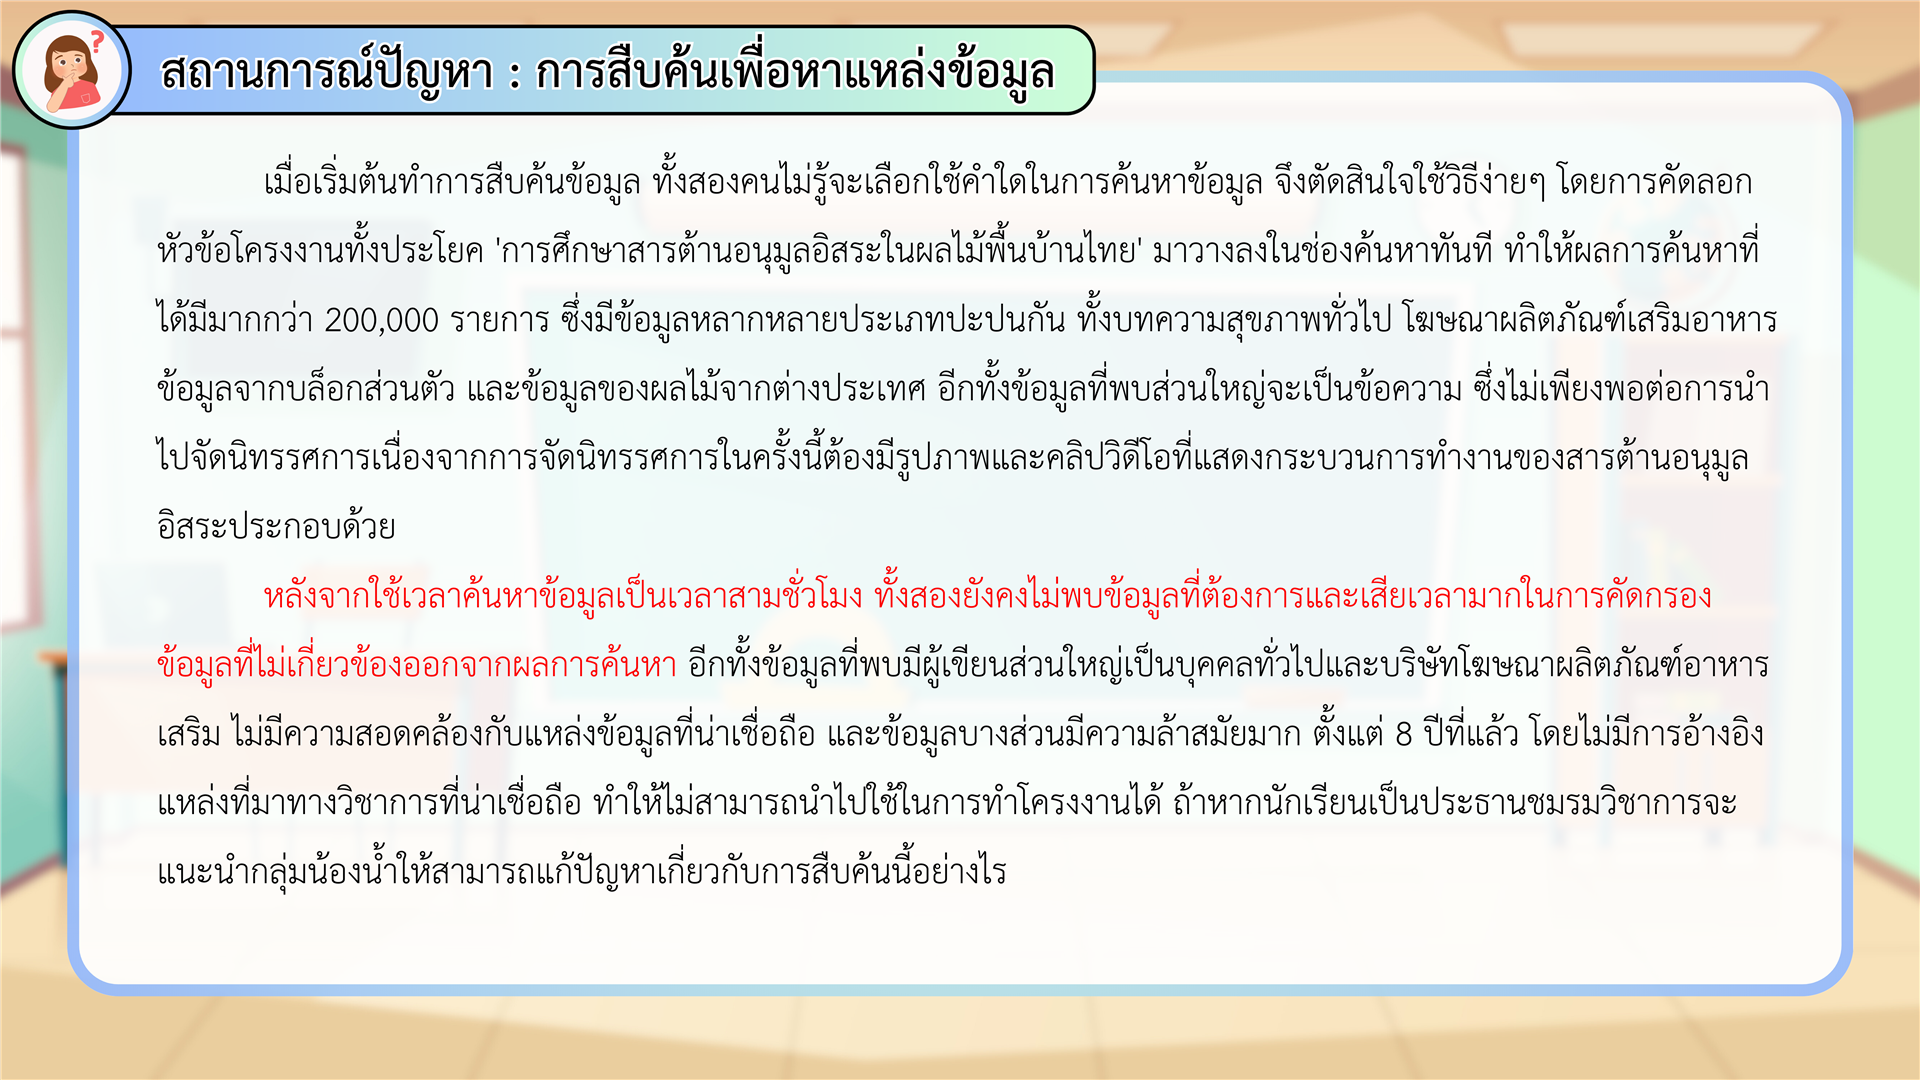 ?
สถานการณ์ปัญหา : การสืบค้นเพื่อหาแหล่งข้อมูล
เมื่อเริ่มต้นทำการสืบค้นข้อมูล ทั้งสองคนไม่รู้จะเลือกใช้คำใดในการค้นหาข้อมูล จึงตัดสินใจใช้วิธีง่ายๆ โดยการคัดลอก
หัวข้อโครงงานทั้งประโยค 'การศึกษาสารต้านอนุมูลอิสระในผลไม้พื้นบ้านไทย' มาวางลงในช่องค้นหาทันที ทำให้ผลการค้นหาที่
ได้มีมากกว่า 200,000 รายการ ซึ่งมีข้อมูลหลากหลายประเภทปะปนกัน ทั้งบทความสุขภาพทั่วไป โฆษณาผลิตภัณฑ์เสริมอาหาร
ข้อมูลจากบล็อกส่วนตัว และข้อมูลของผลไม้จากต่างประเทศ อีกทั้งข้อมูลที่พบส่วนใหญ่จะเป็นข้อความ ซึ่งไม่เพียงพอต่อการนำ
ไปจัดนิทรรศการเนื่องจากการจัดนิทรรศการในครั้งนี้ต้องมีรูปภาพและคลิปวิดีโอที่แสดงกระบวนการทำงานของสารต้านอนุมูล
อิสระประกอบด้วย
หลังจากใช้เวลาค้นหาข้อมูลเป็นเวลาสามชั่วโมง ทั้งสองยังคงไม่พบข้อมูลที่ต้องการและเสียเวลามากในการคัดกรอง
ข้อมูลที่ไม่เกี่ยวข้องออกจากผลการค้นหา อีกทั้งข้อมูลที่พบมีผู้เขียนส่วนใหญ่เป็นบุคคลทั่วไปและบริษัทโฆษณาผลิตภัณฑ์อาหาร
เสริม ไม่มีความสอดคล้องกับแหล่งข้อมูลที่น่าเชื่อถือ และข้อมูลบางส่วนมีความล้าสมัยมาก ตั้งแต่ 8 ปีที่แล้ว โดยไม่มีการอ้างอิง
แหล่งที่มาทางวิชาการที่น่าเชื่อถือ ทำให้ไม่สามารถนำไปใช้ในการทำโครงงานได้ ถ้าหากนักเรียนเป็นประธานชมรมวิชาการจะ
แนะนำกลุ่มน้องน้ำให้สามารถแก้ปัญหาเกี่ยวกับการสืบค้นนี้อย่างไร